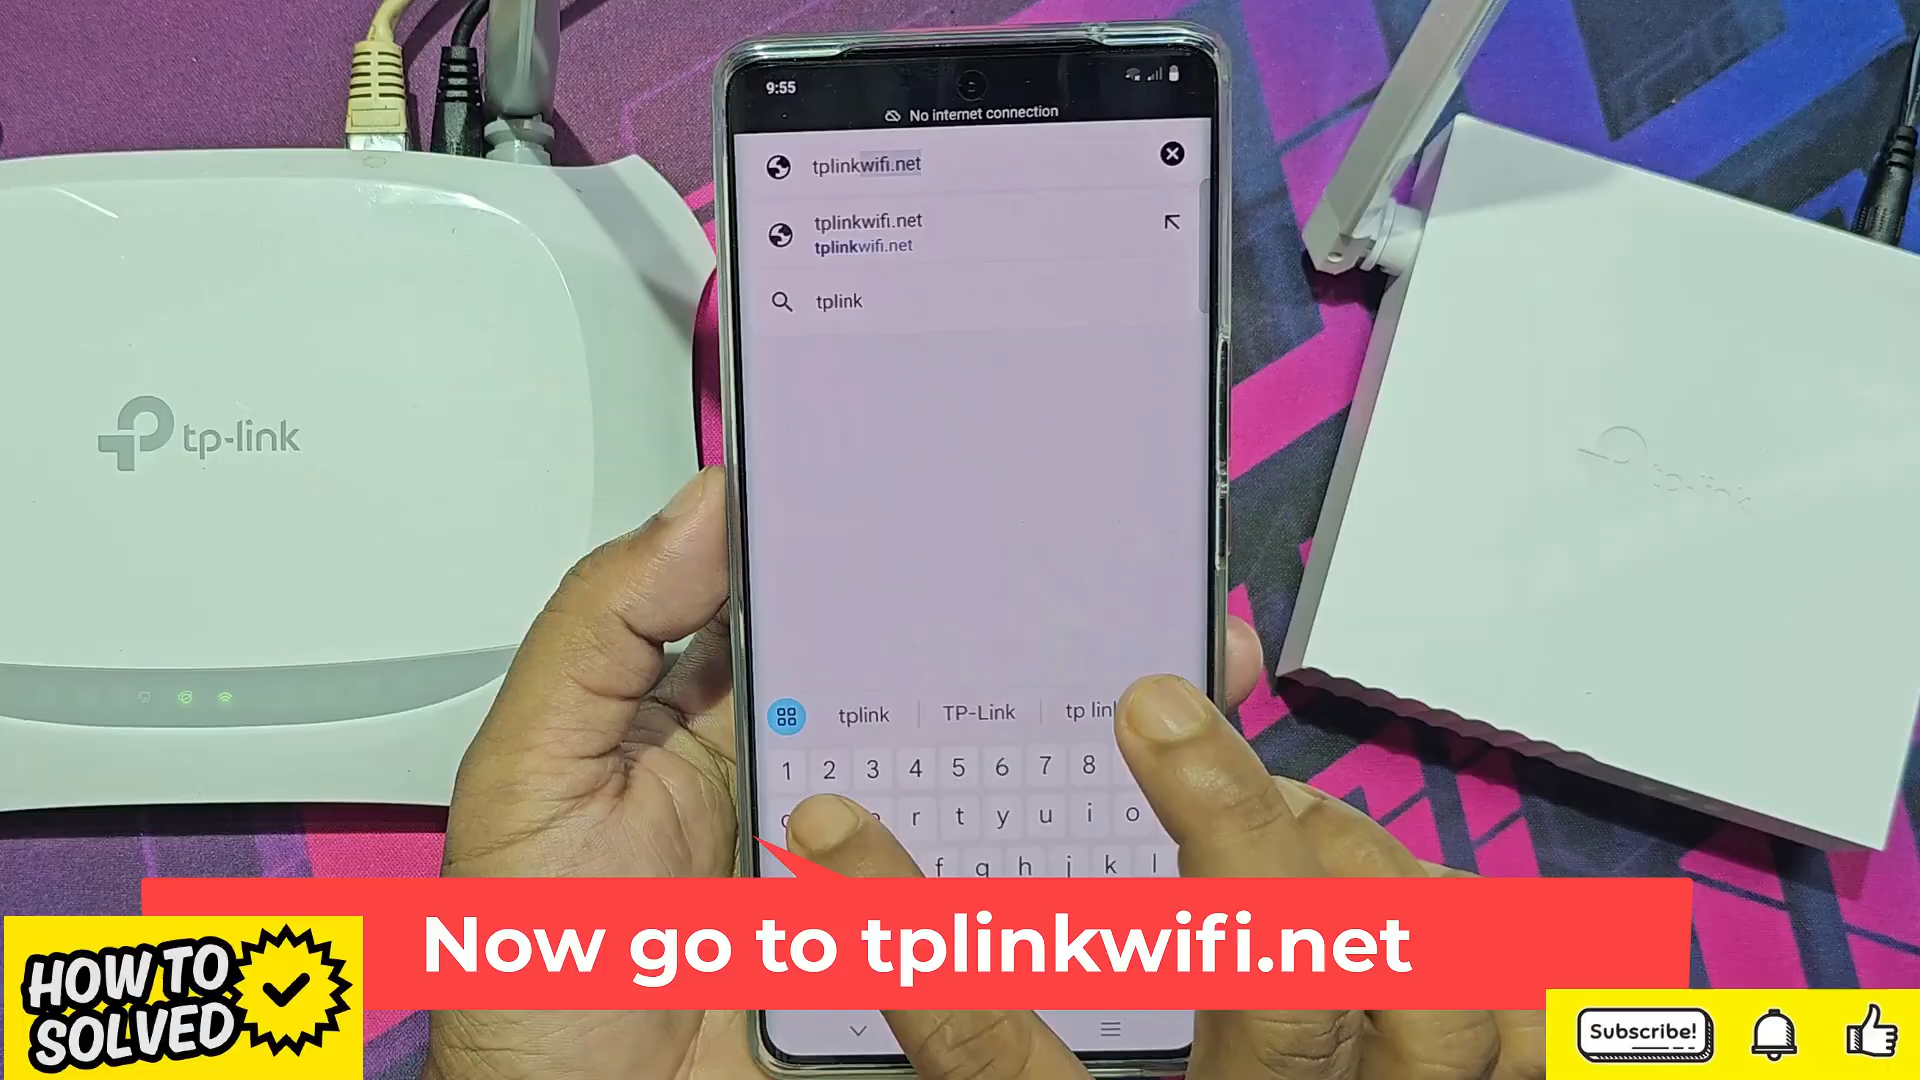 9:55
No internet connection
tplinkwifi.net
tplinkwifi.net
tplinkwifi.net
tplink
tp-link
tplink
TP-Link
1 2 3 4 5 6 7 8
r t y u i o
f g h j k l
Now go to tplinkwifi.net
HOW TO
SOLVED
Subscribe!